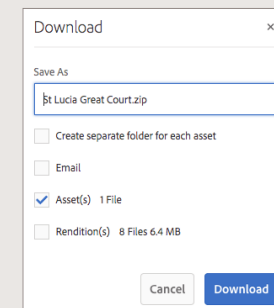 Download ×
Save As
St Lucia Great Court.zip
Create separate folder for each asset
Email
Asset(s) 1 File
Rendition(s) 8 Files 6.4 MB
Cancel Download